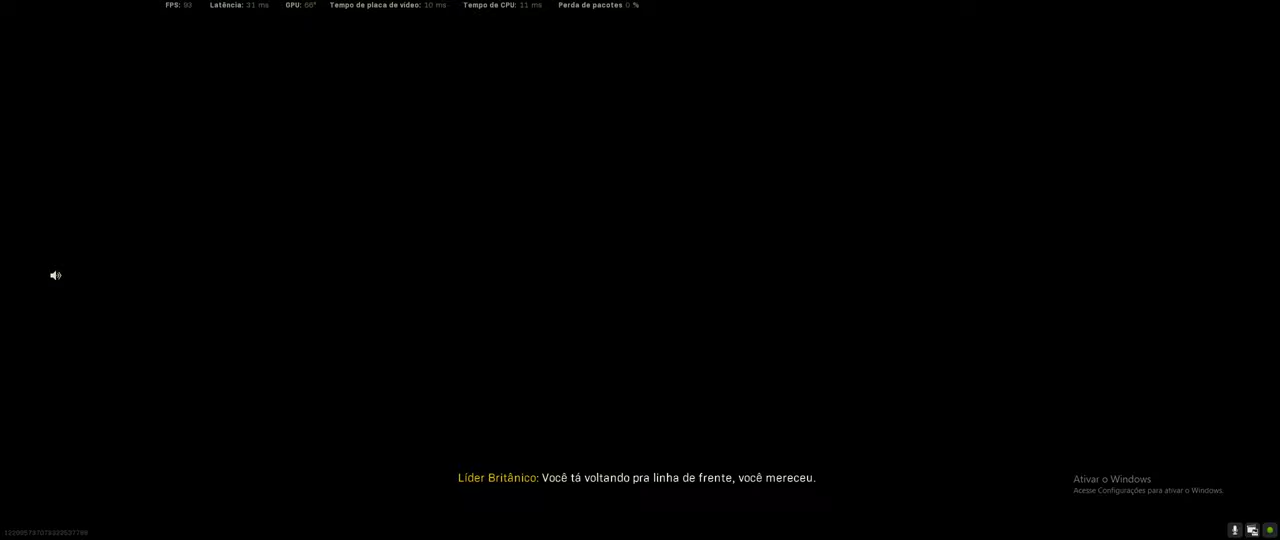 FPS: 93 Latência: 31 ms GPU: 66° Tempo de placa de vídeo: 10 ms Tempo de CPU: 11 ms Perda de pacotes 0 %
Líder Britânico: Você tá voltando pra linha de frente, você mereceu.
Ativar o Windows
Acesse Configurações para ativar o Windows.